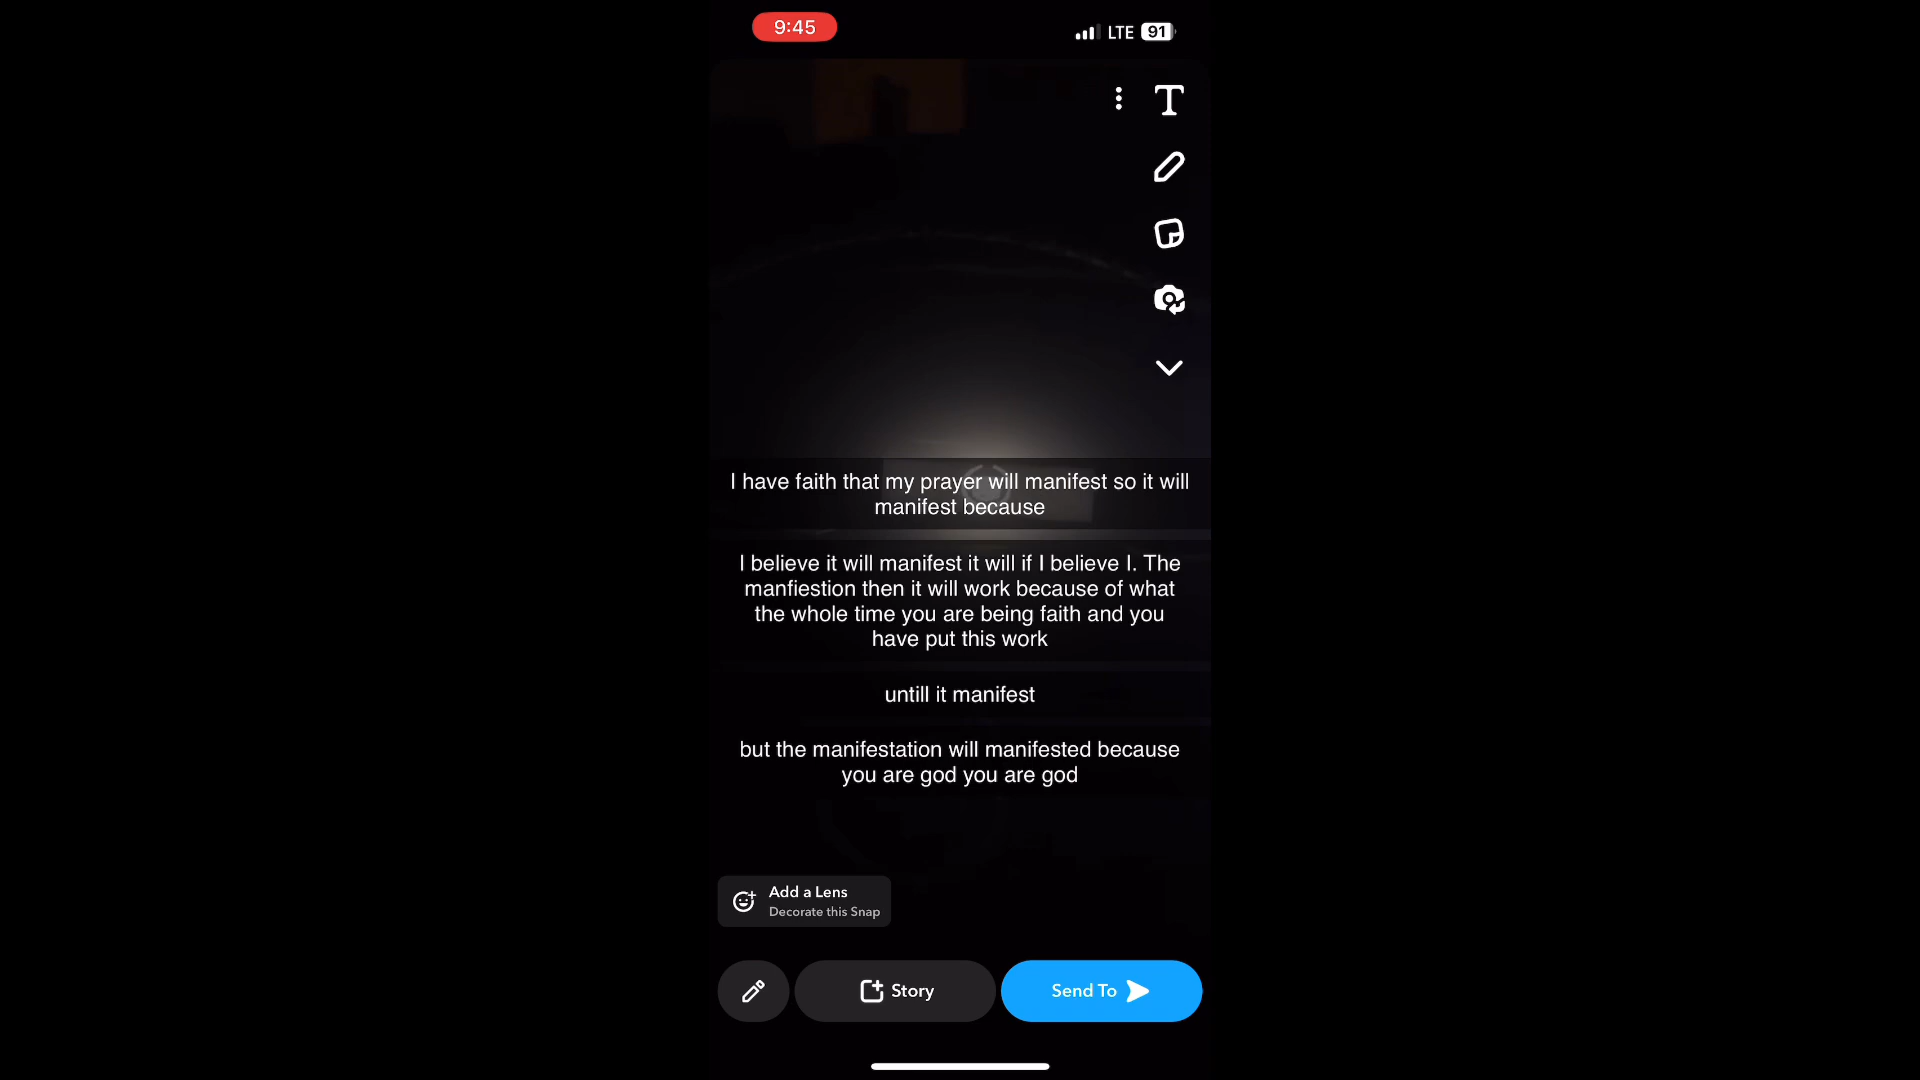 9:45
LTE 91
T
I have faith that my prayer will manifest so it will
manifest because
I believe it will manifest it will if I believe I. The
manfiestion then it will work because of what
the whole time you are being faith and you
have put this work
untill it manifest
but the manifestation will manifested because
you are god you are god
Add a Lens
Decorate this Snap
Story
Send To